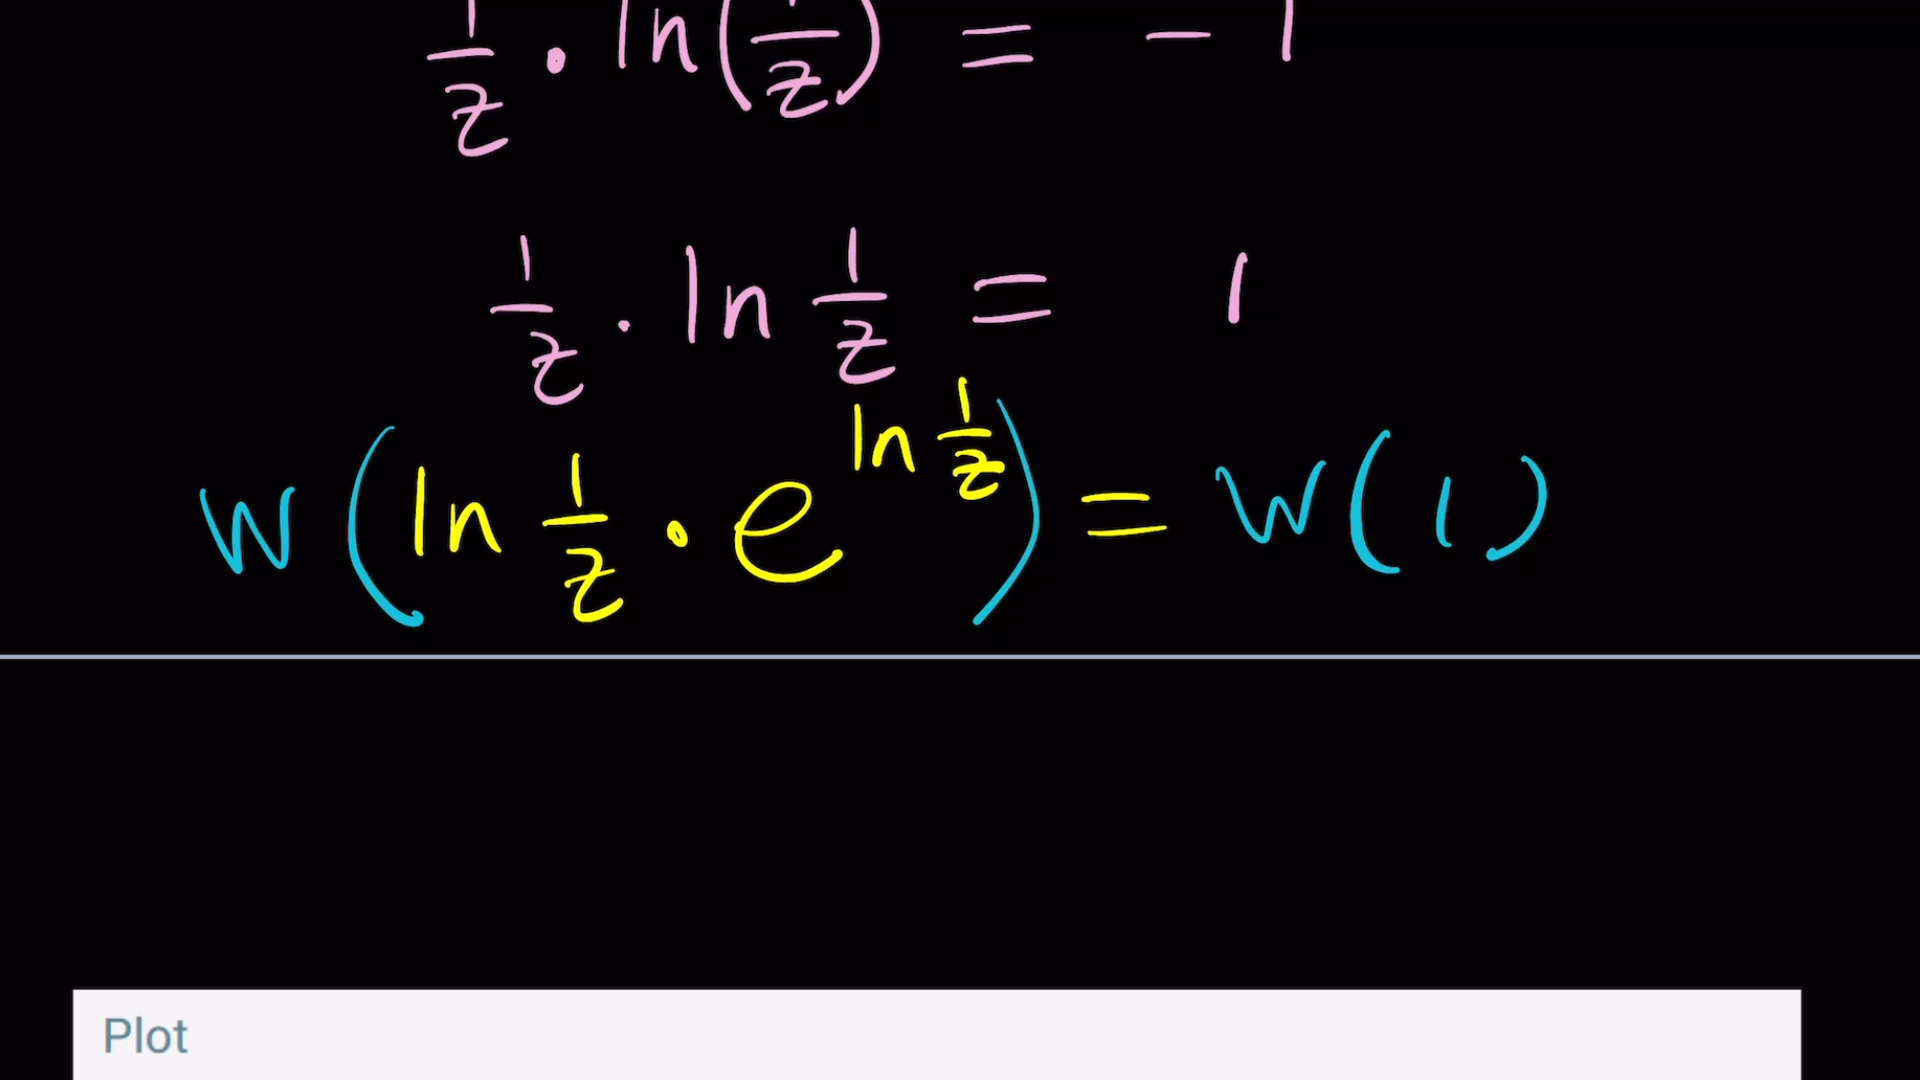 1/z · ln(1/z) = -1
1/z · ln 1/z = 1
W(ln 1/z · e^(ln 1/z)) = W(1)
Plot